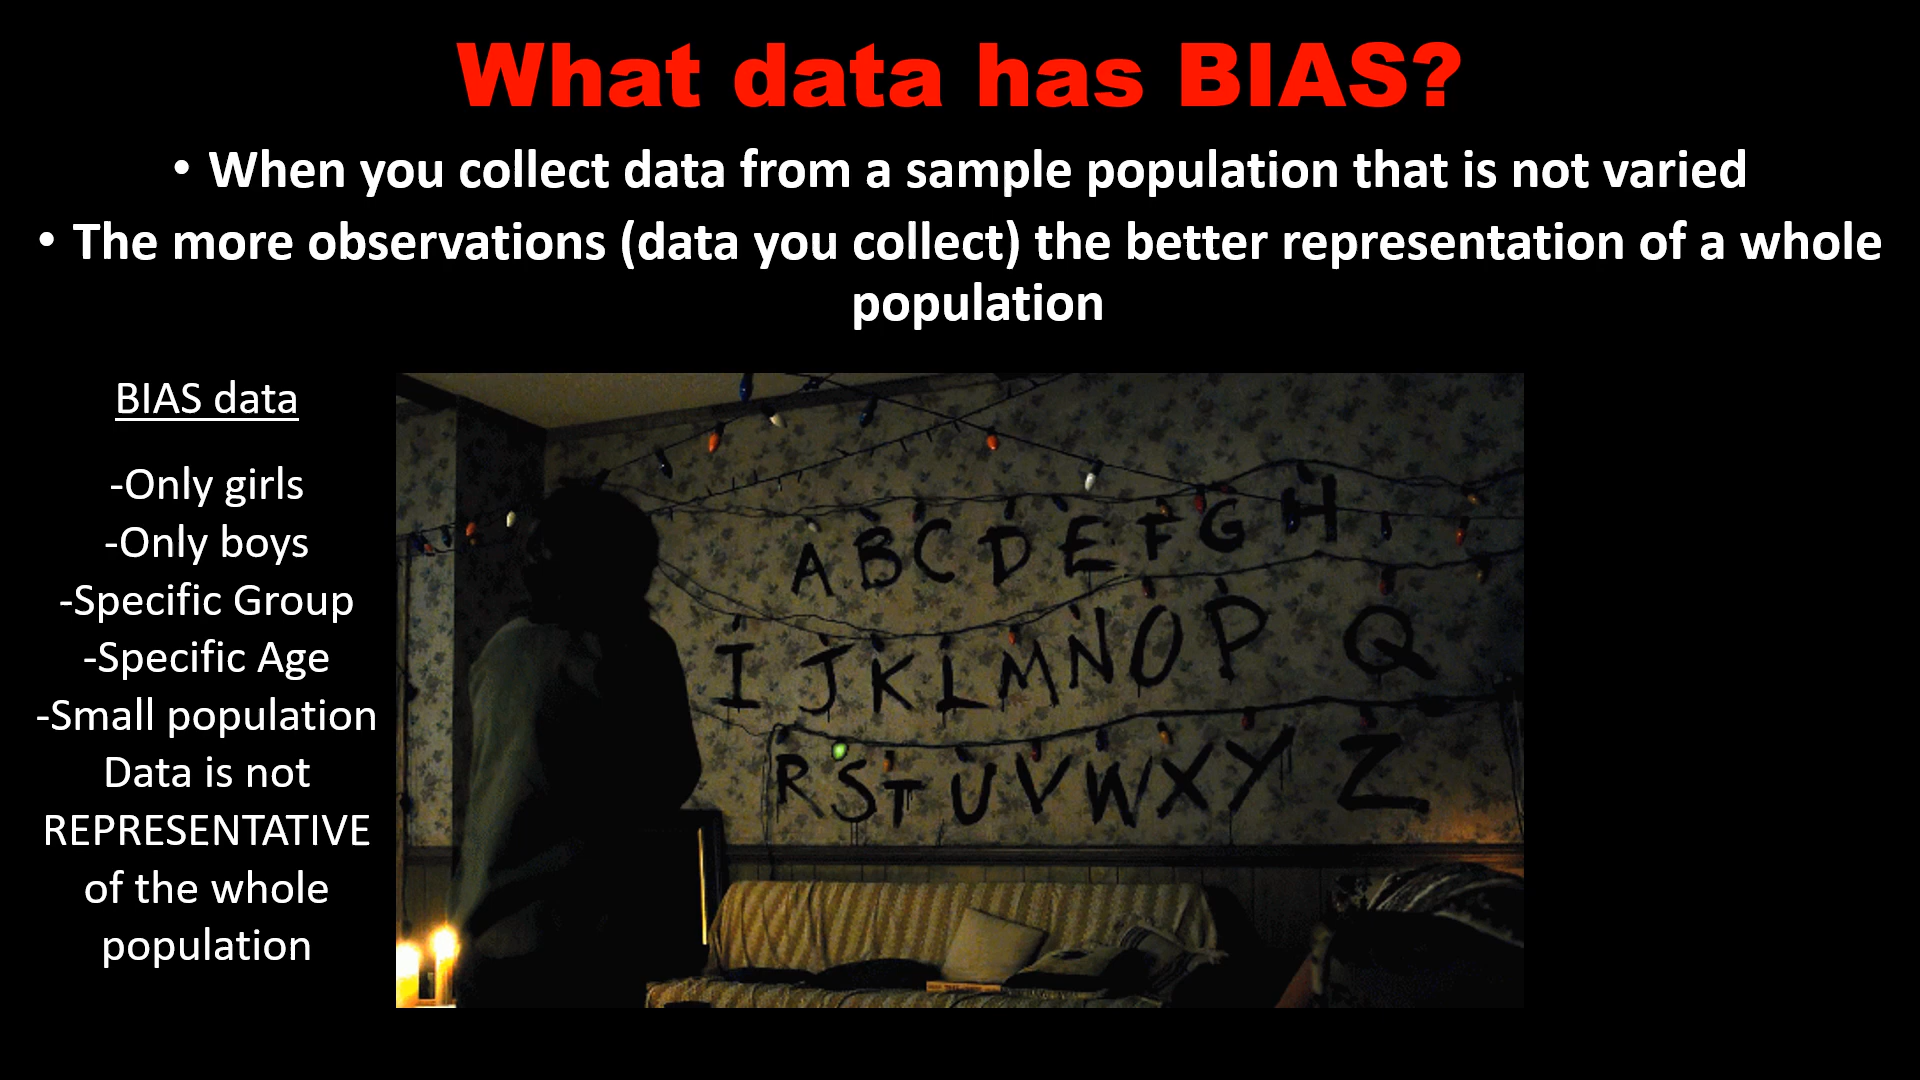 What data has BIAS?
• When you collect data from a sample population that is not varied
• The more observations (data you collect) the better representation of a whole
population
BIAS data
-Only girls
-Only boys
-Specific Group
-Specific Age
-Small population
Data is not
REPRESENTATIVE
of the whole
population
A B C D E F G H
I J K L M N O P Q
R S T U V W X Y Z